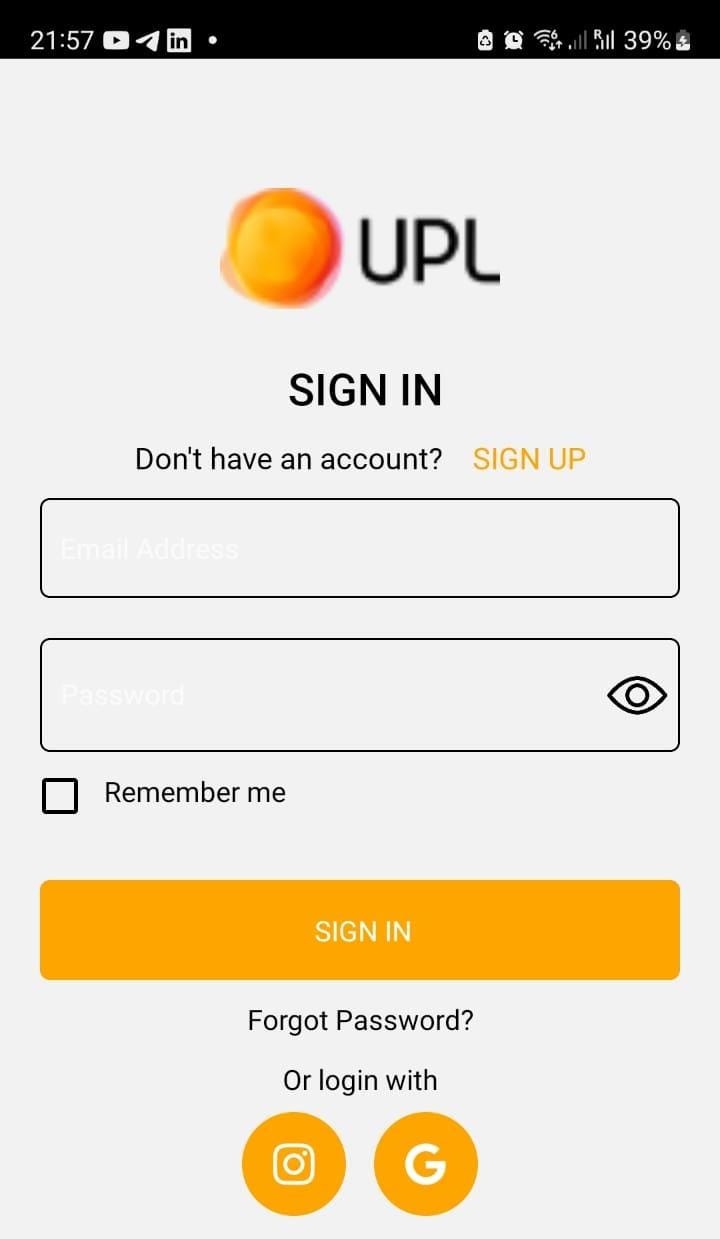 21:57 39%
UPL
SIGN IN
Don't have an account? SIGN UP
Email Address
Password
Remember me
SIGN IN
Forgot Password?
Or login with